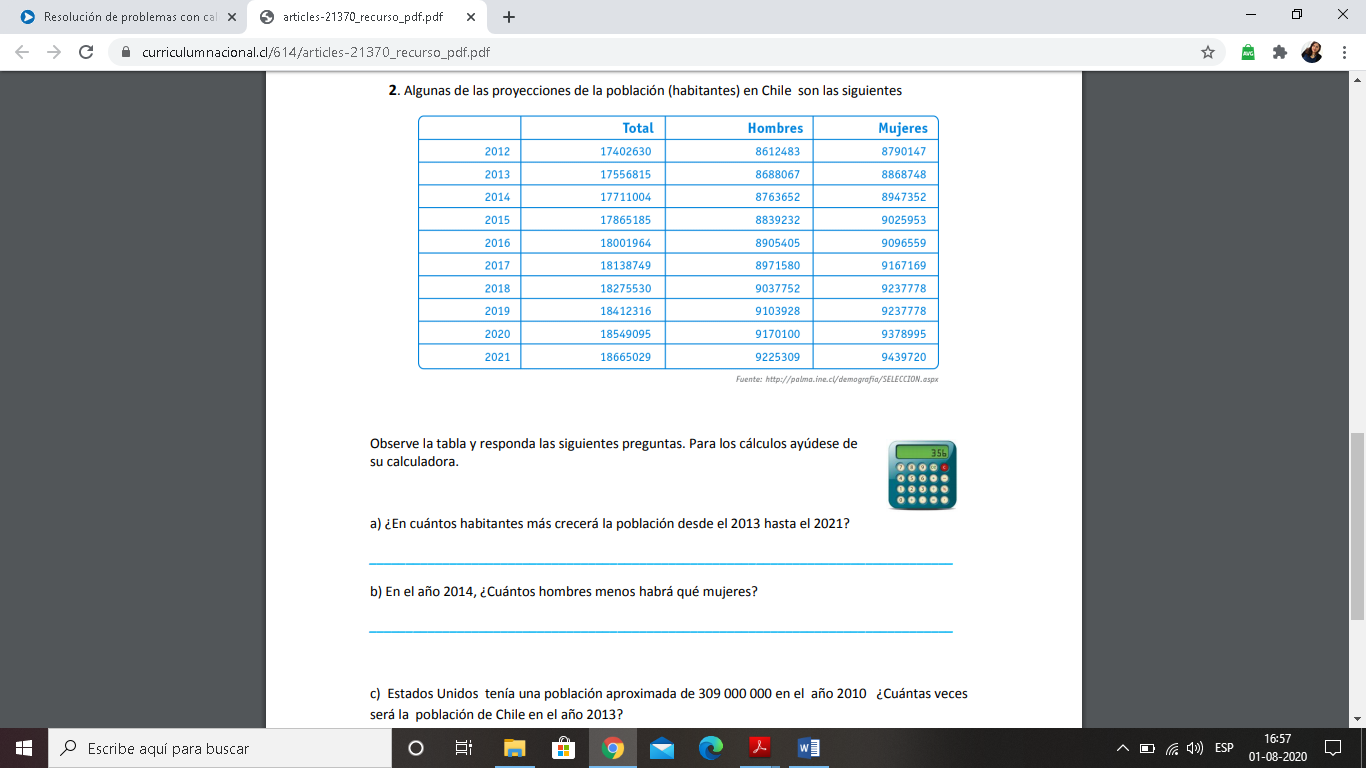 Resolución de problemas con cal
articles-21370_recurso_pdf.pdf
curriculumnacional.cl/614/articles-21370_recurso_pdf.pdf
AVG
2. Algunas de las proyecciones de la población (habitantes) en Chile son las siguientes
Total Hombres Mujeres
2012 17402630 8612483 8790147
2013 17556815 8688067 8868748
2014 17711004 8763652 8947352
2015 17865185 8839232 9025953
2016 18001964 8905405 9096559
2017 18138749 8971580 9167169
2018 18275530 9037752 9237778
2019 18412316 9103928 9237778
2020 18549095 9170100 9378995
2021 18665029 9225309 9439720
Fuente: http://palma.ine.cl/demografia/SELECCION.aspx
Observe la tabla y responda las siguientes preguntas. Para los cálculos ayúdese de
su calculadora.
356
a) ¿En cuántos habitantes más crecerá la población desde el 2013 hasta el 2021?
b) En el año 2014, ¿Cuántos hombres menos habrá qué mujeres?
c) Estados Unidos tenía una población aproximada de 309 000 000 en el año 2010 ¿Cuántas veces
será la población de Chile en el año 2013?
Escribe aquí para buscar
ESP
16:57
01-08-2020